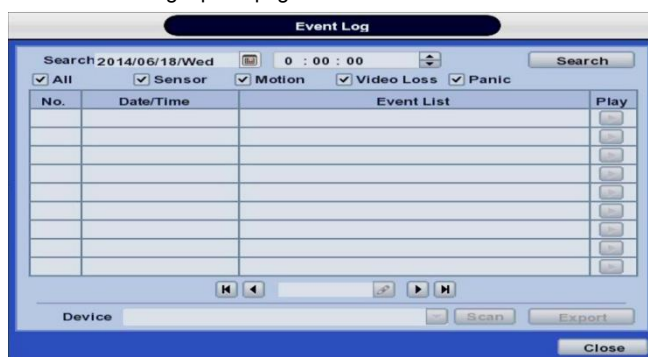 Event Log
Search 2014/06/18/Wed 0 : 00 : 00 Search
All Sensor Motion Video Loss Panic
No. Date/Time Event List Play
Device Scan Export
Close